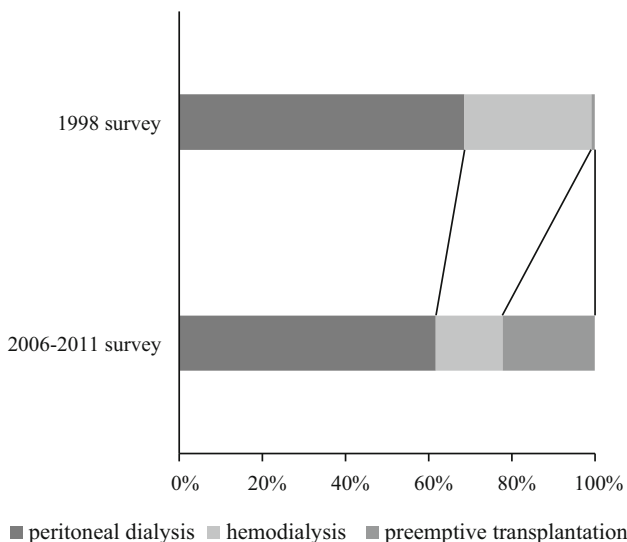 1998 survey
2006-2011 survey
0% 20% 40% 60% 80% 100%
peritoneal dialysis hemodialysis preemptive transplantation